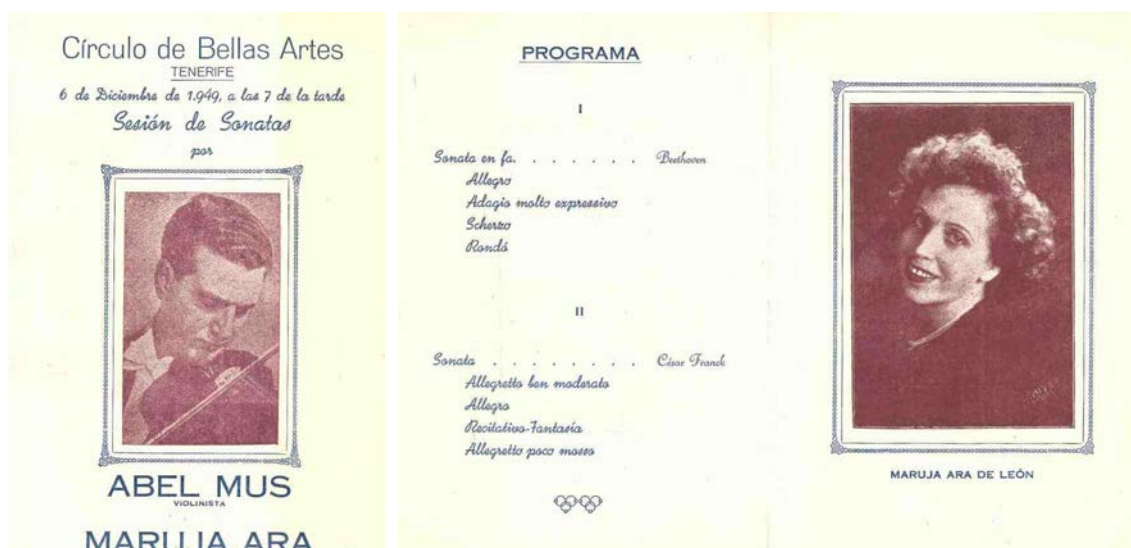 Círculo de Bellas Artes
TENERIFE
6 de Diciembre de 1.949, a las 7 de la tarde
Sesión de Sonatas
por
ABEL MUS
VIOLINISTA
MARUJA ARA
PROGRAMA
I
Sonata en fa. . . . . . . Beethoven
Allegro
Adagio molto expressivo
Scherzo
Rondó
II
Sonata . . . . . . . . César Franck
Allegretto ben moderato
Allegro
Recitativo-Fantasía
Allegretto poco mosso
MARUJA ARA DE LEÓN